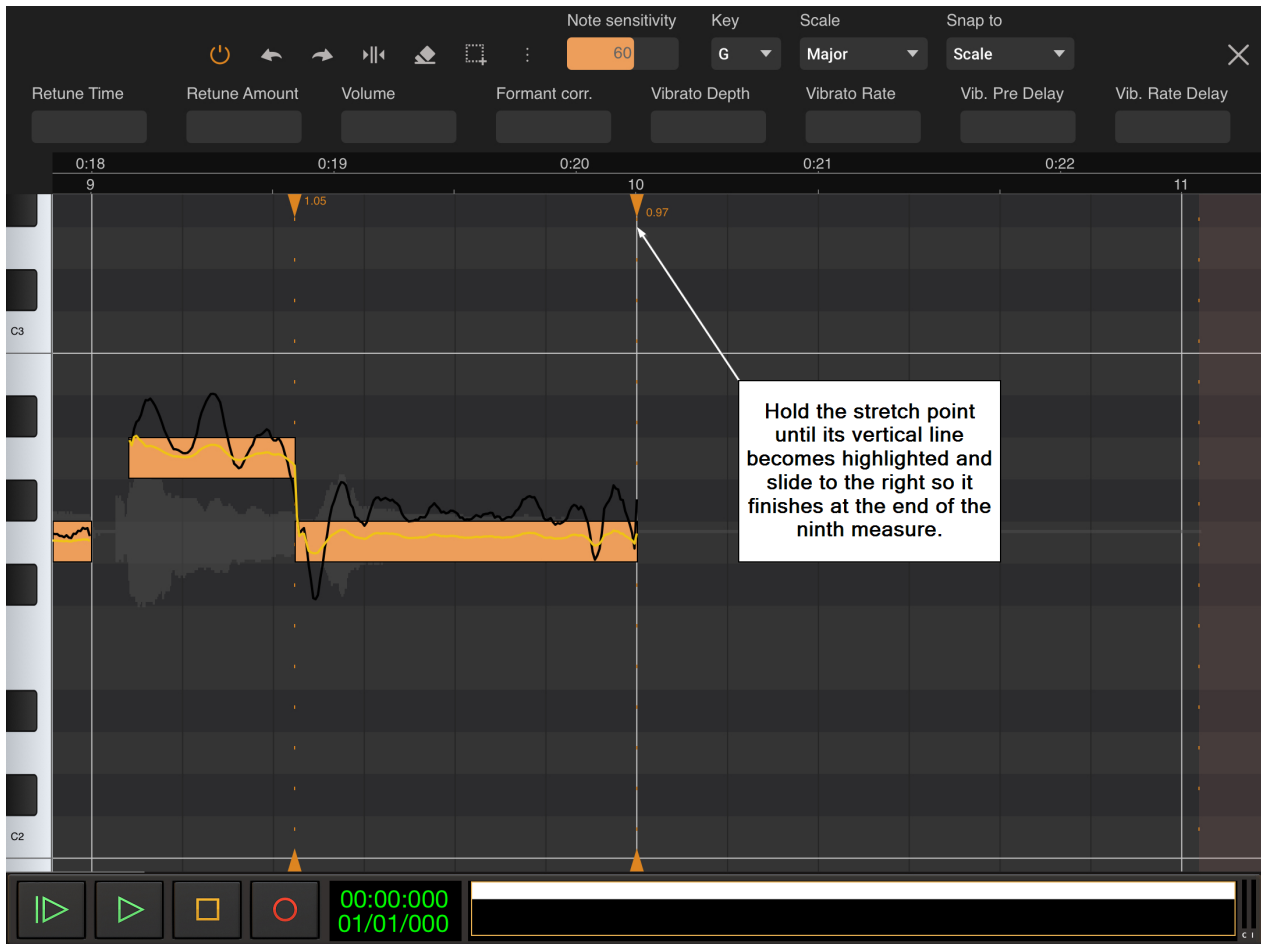 Note sensitivity Key Scale Snap to
60 G Major Scale
Retune Time Retune Amount Volume Formant corr. Vibrato Depth Vibrato Rate Vib. Pre Delay Vib. Rate Delay
0:18 0:19 0:20 0:21 0:22
9 10 11
1.05
0.97
C3
Hold the stretch point
until its vertical line
becomes highlighted and
slide to the right so it
finishes at the end of the
ninth measure.
C2
00:00:000
01/01/000
C I